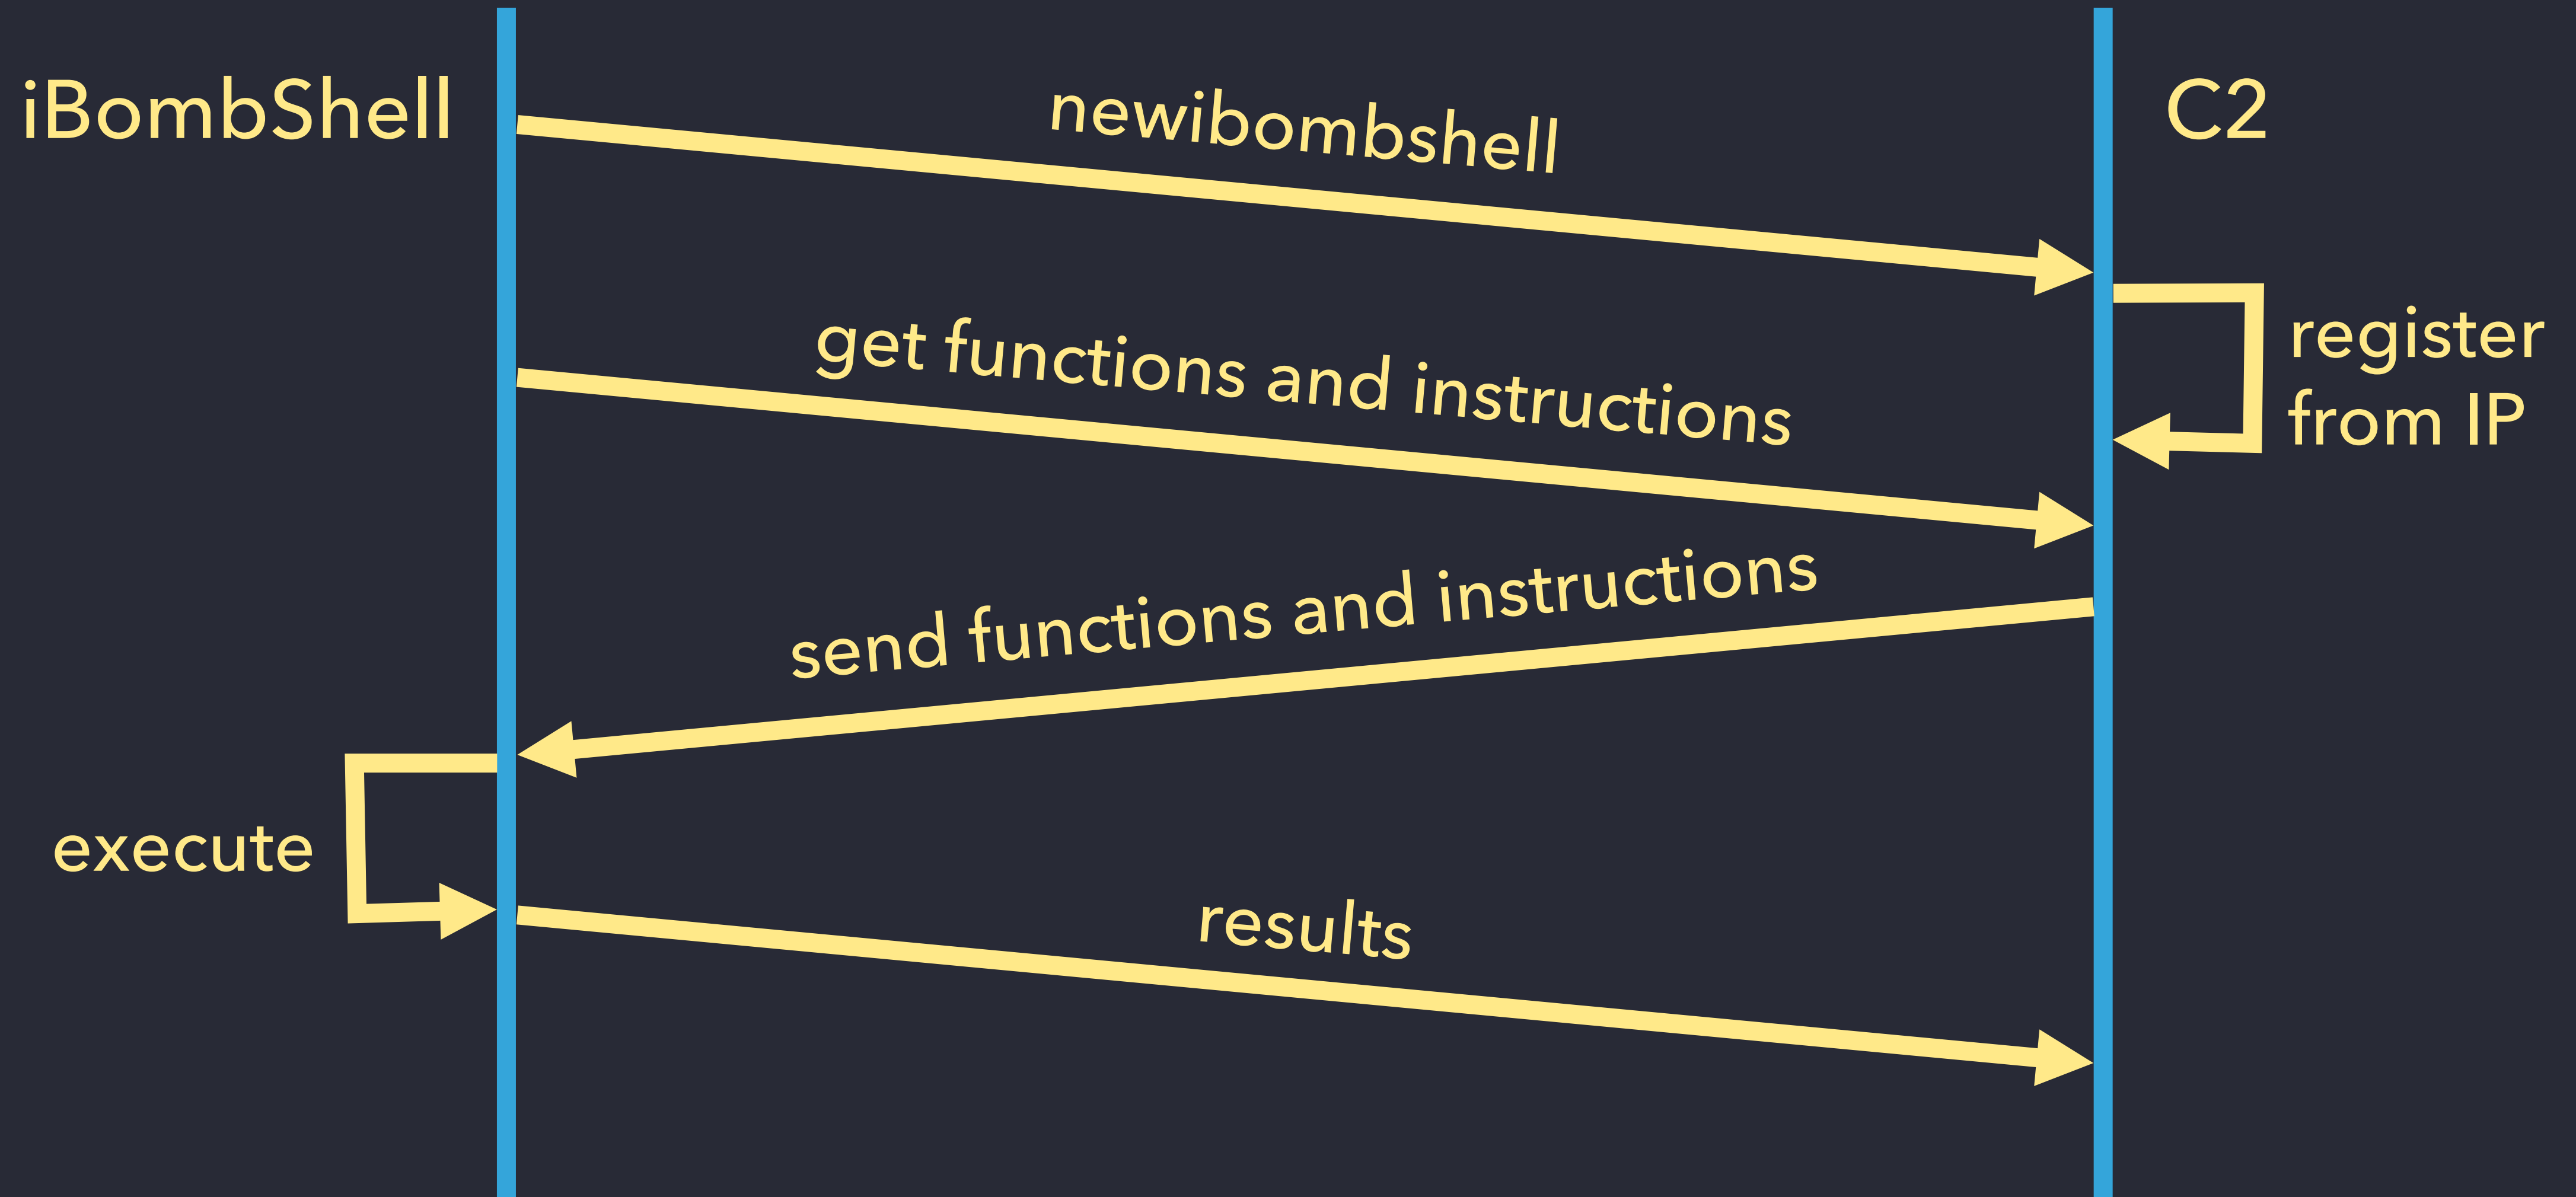 iBombShell
C2
newibombshell
register
from IP
get functions and instructions
send functions and instructions
execute
results